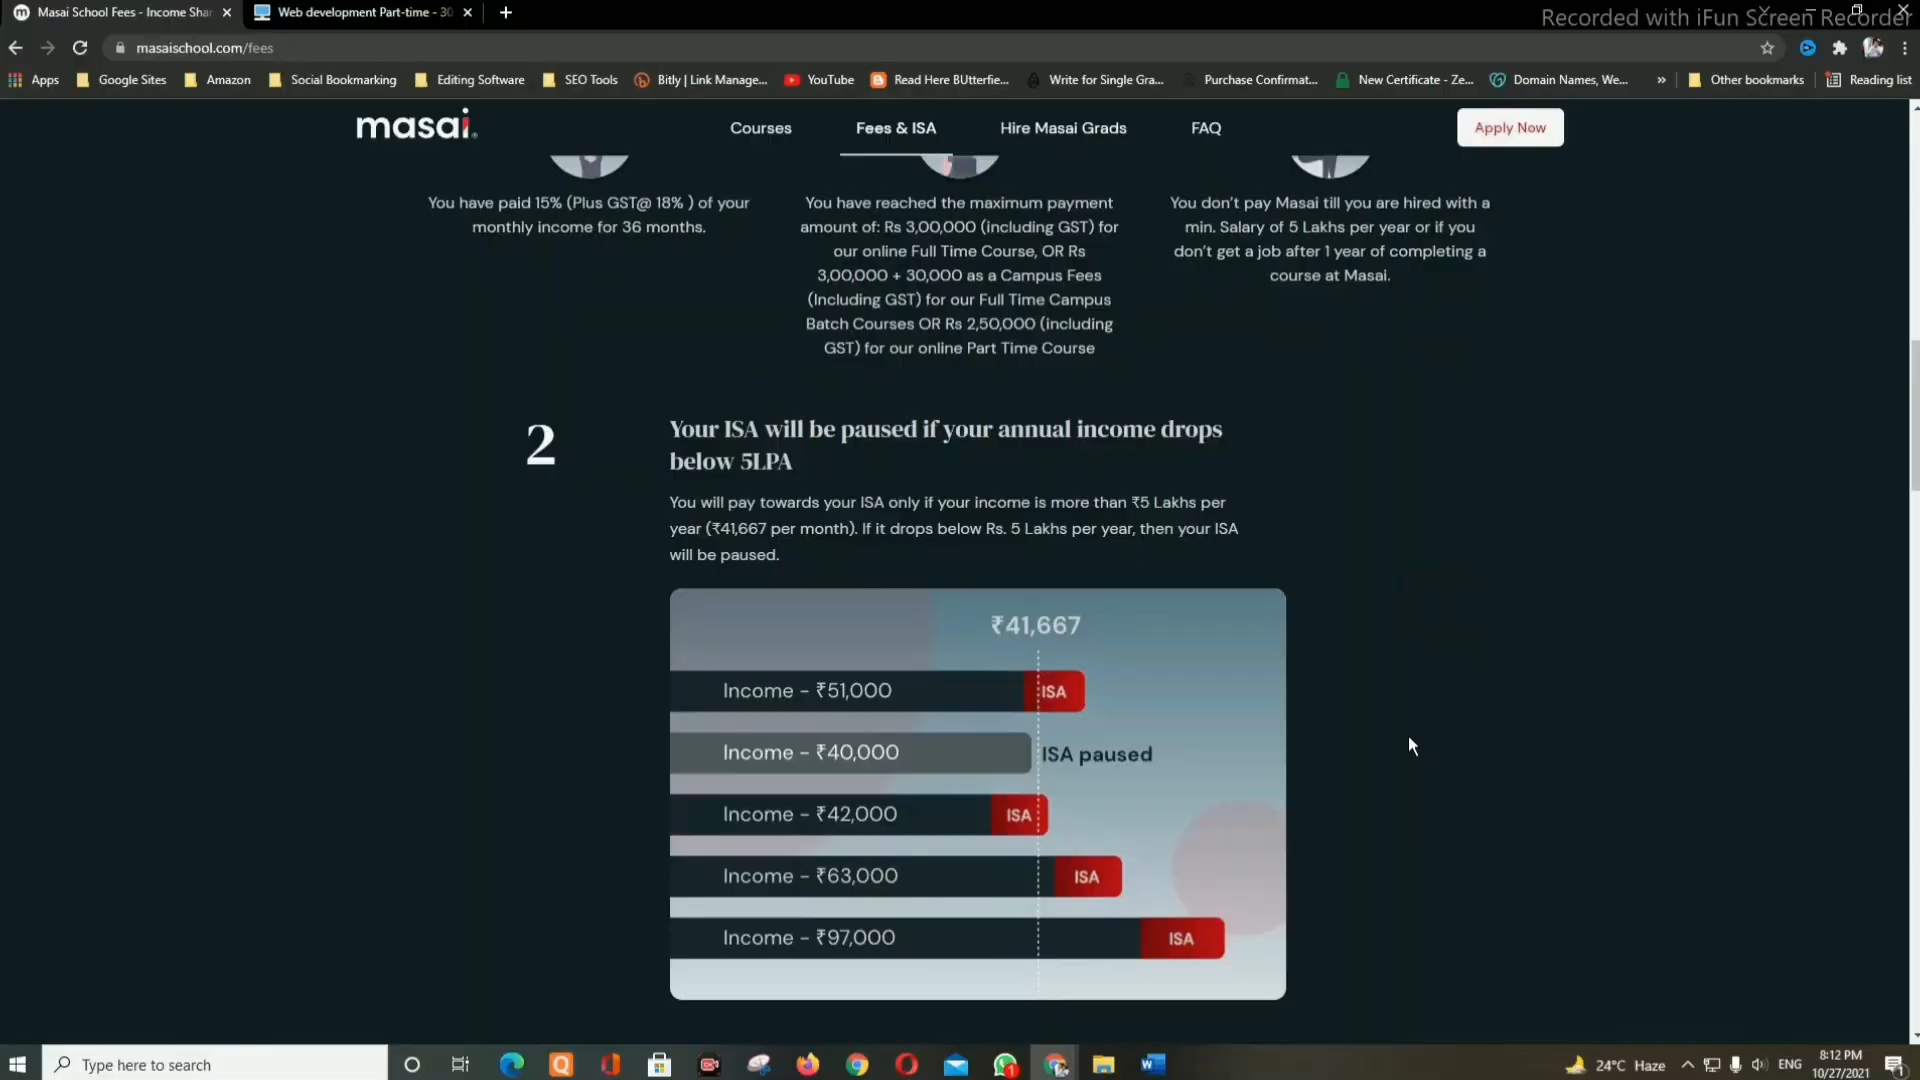 Masai School Fees - Income Shar
Web development Part-time - 30
Recorded with iFun Screen Recorder
masaischool.com/fees
Apps
Google Sites
Amazon
Social Bookmarking
Editing Software
SEO Tools
Bitly | Link Manage...
YouTube
Read Here BUtterfie...
Write for Single Gra...
Purchase Confirmat...
New Certificate - Ze...
Domain Names, We...
»
Other bookmarks
Reading list
masai.
Courses
Fees & ISA
Hire Masai Grads
FAQ
Apply Now
You have paid 15% (Plus GST@ 18% ) of your
monthly income for 36 months.
You have reached the maximum payment
amount of: Rs 3,00,000 (including GST) for
our online Full Time Course, OR Rs
3,00,000 + 30,000 as a Campus Fees
(Including GST) for our Full Time Campus
Batch Courses OR Rs 2,50,000 (including
GST) for our online Part Time Course
You don’t pay Masai till you are hired with a
min. Salary of 5 Lakhs per year or if you
don’t get a job after 1 year of completing a
course at Masai.
2
Your ISA will be paused if your annual income drops
below 5LPA
You will pay towards your ISA only if your income is more than ₹5 Lakhs per
year (₹41,667 per month). If it drops below Rs. 5 Lakhs per year, then your ISA
will be paused.
₹41,667
Income - ₹51,000 ISA
Income - ₹40,000 ISA paused
Income - ₹42,000 ISA
Income - ₹63,000 ISA
Income - ₹97,000 ISA
Type here to search
24°C Haze
ENG
8:12 PM
10/27/2021